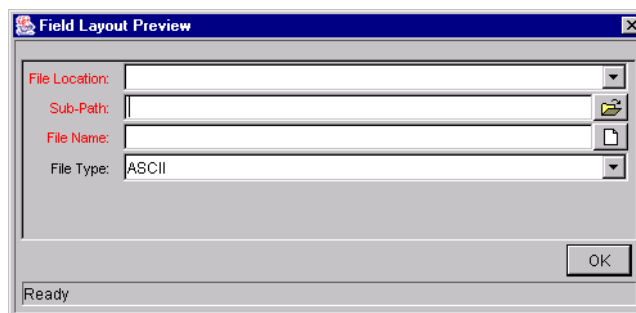 Field Layout Preview
File Location:
Sub-Path:
File Name:
File Type: ASCII
OK
Ready